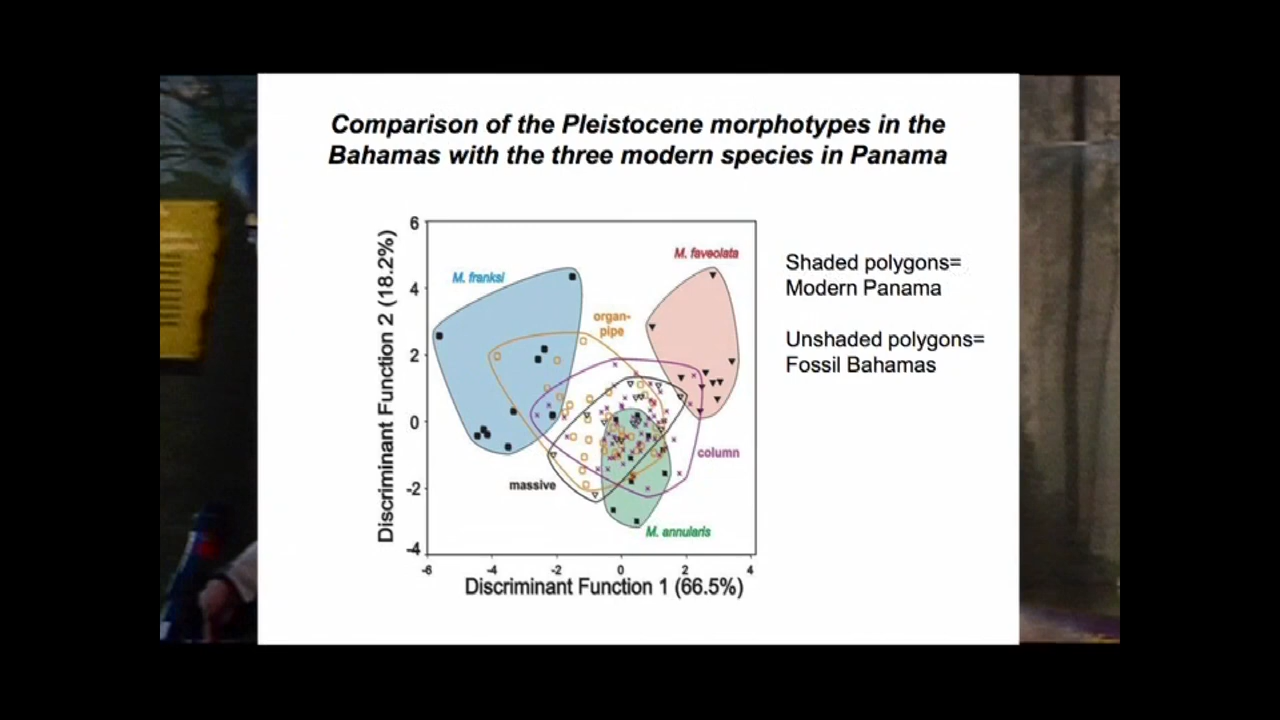 Comparison of the Pleistocene morphotypes in the
Bahamas with the three modern species in Panama
6
4
2
0
-2
-4
Discriminant Function 2 (18.2%)
M. franksi
M. faveolata
organ-
pipe
column
massive
M. annularis
-6
-4
-2
0
2
4
Discriminant Function 1 (66.5%)
Shaded polygons=
Modern Panama
Unshaded polygons=
Fossil Bahamas